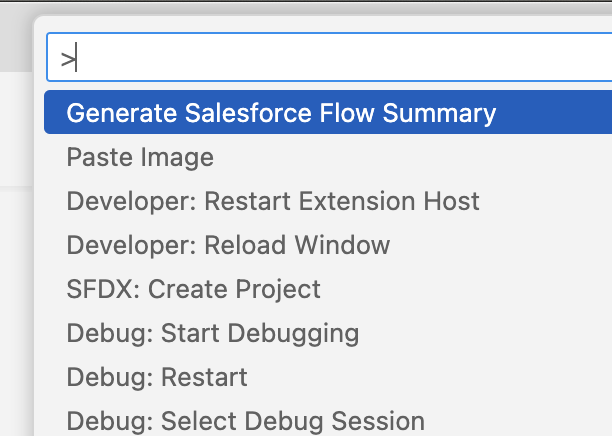 >
Generate Salesforce Flow Summary
Paste Image
Developer: Restart Extension Host
Developer: Reload Window
SFDX: Create Project
Debug: Start Debugging
Debug: Restart
Debug: Select Debug Session